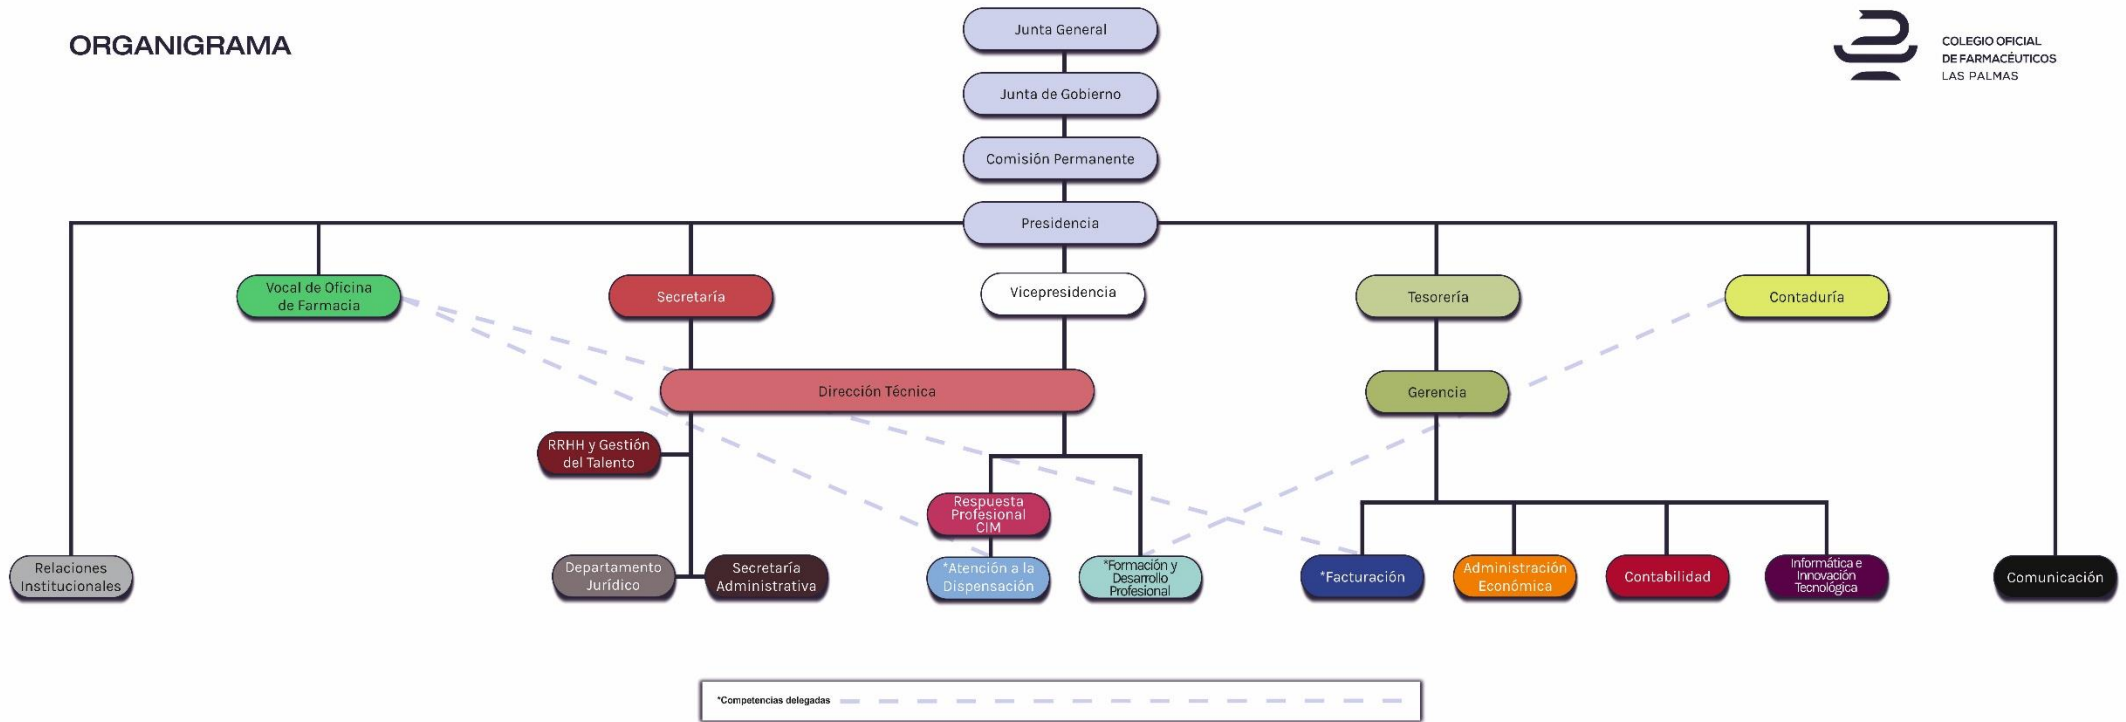 ORGANIGRAMA
COLEGIO OFICIAL
DE FARMACÉUTICOS
LAS PALMAS
Junta General
Junta de Gobierno
Comisión Permanente
Presidencia
Vocal de Oficina
de Farmacia
Secretaría
Vicepresidencia
Tesorería
Contaduría
Dirección Técnica
Gerencia
RRHH y Gestión
del Talento
Respuesta
Profesional
CIM
Relaciones
Institucionales
Departamento
Jurídico
Secretaría
Administrativa
*Atención a la
Dispensación
*Formación y
Desarrollo
Profesional
*Facturación
Administración
Económica
Contabilidad
Informática e
Innovación
Tecnológica
Comunicación
*Competencias delegadas